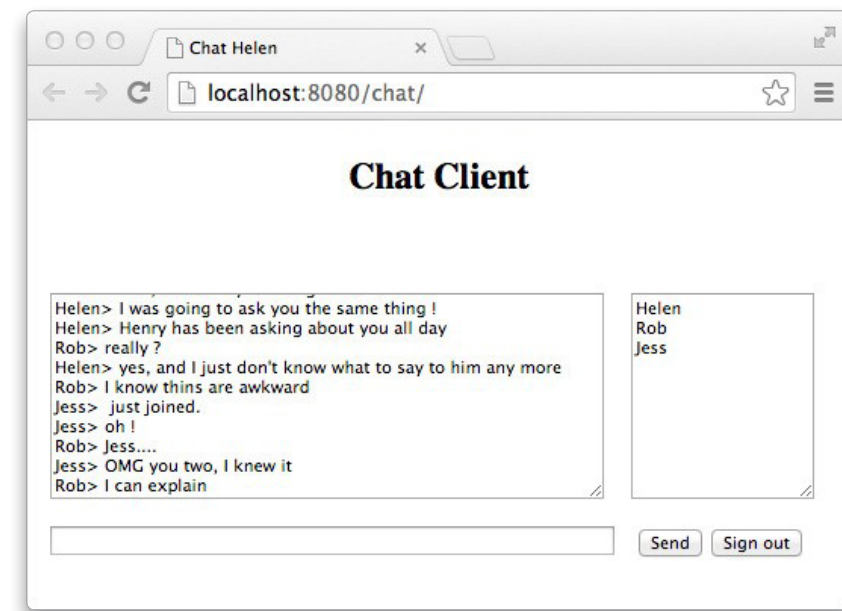 Chat Helen
localhost:8080/chat/
Chat Client
Helen> I was going to ask you the same thing !
Helen> Henry has been asking about you all day
Rob> really ?
Helen> yes, and I just don't know what to say to him any more
Rob> I know thins are awkward
Jess>  just joined.
Jess> oh !
Rob> Jess....
Jess> OMG you two, I knew it
Rob> I can explain
Helen
Rob
Jess
Send
Sign out